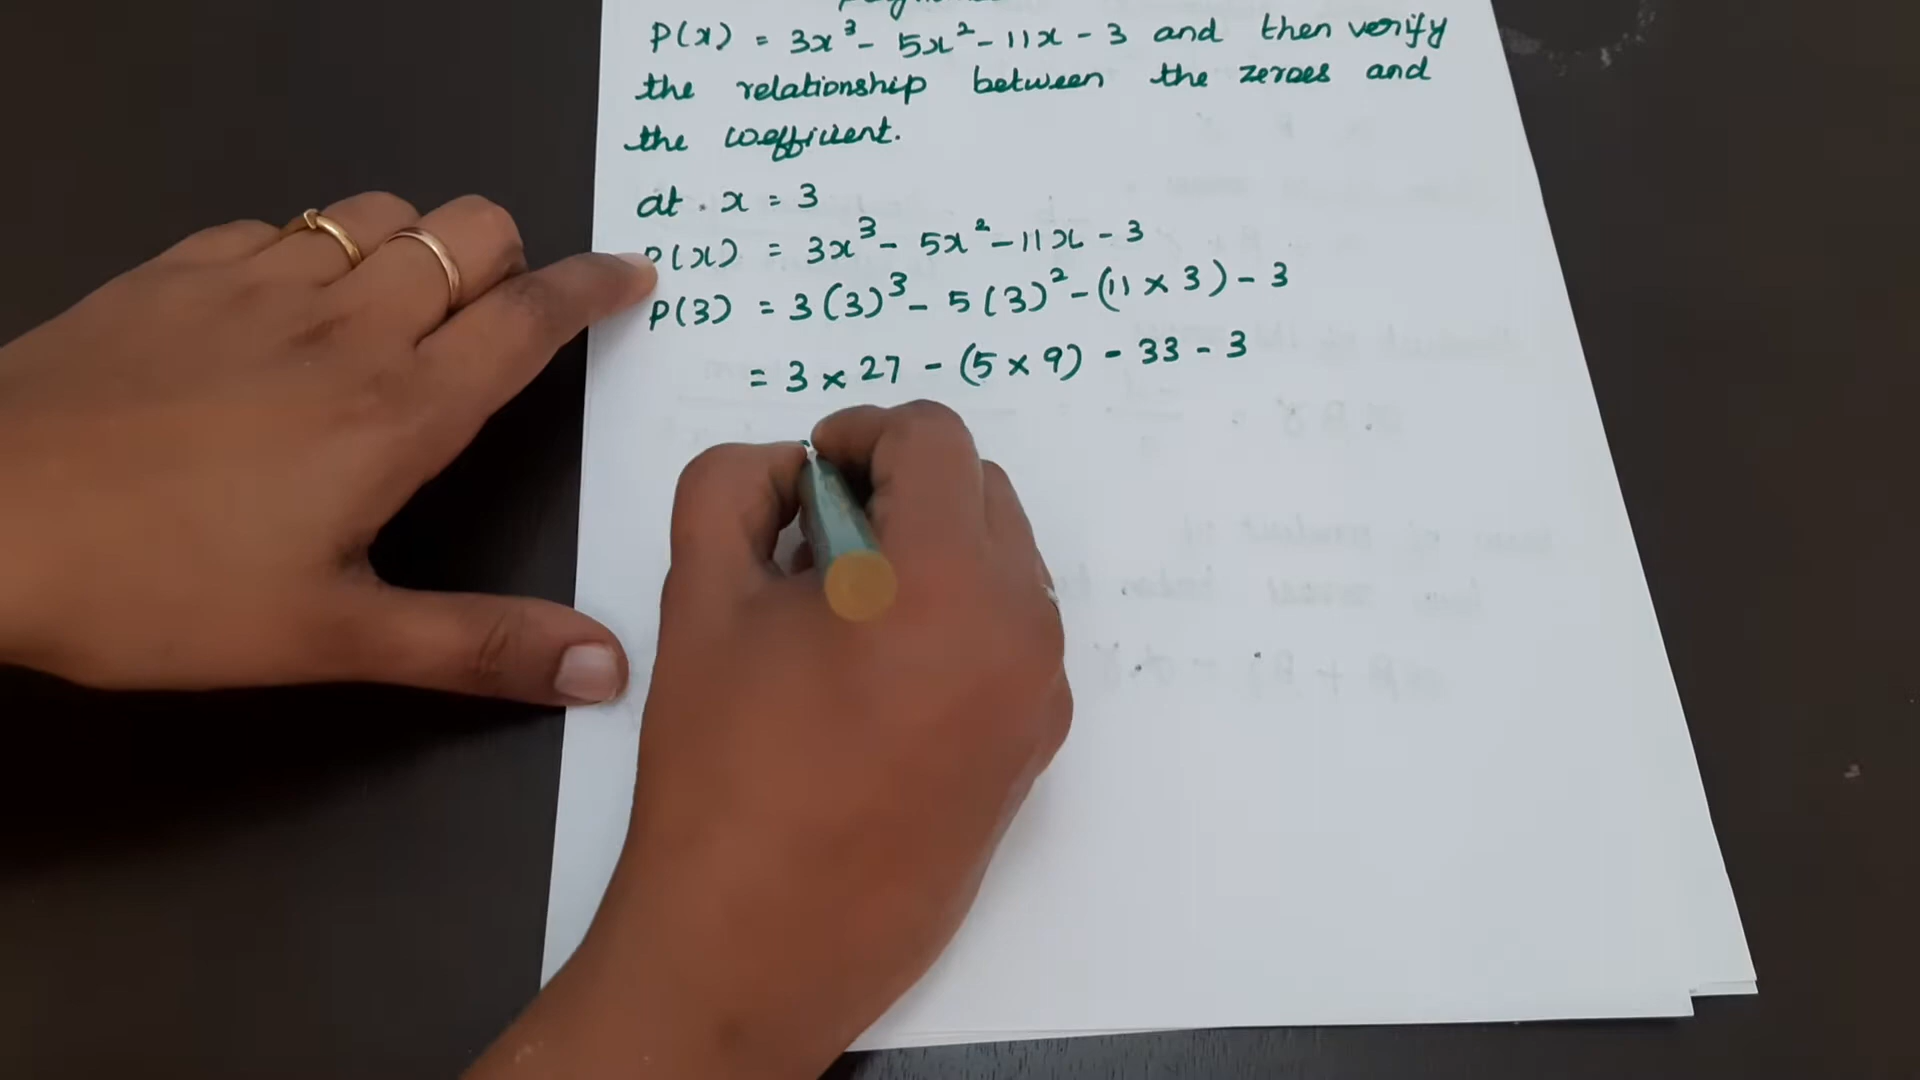 P(x) = 3x³ - 5x² - 11x - 3 and then verify
the relationship between the zeroes and
the coefficient.
at . x = 3
P(x) = 3x³ - 5x² - 11x - 3
P(3) = 3(3)³ - 5(3)² - (11 × 3) - 3
= 3 × 27 - (5 × 9) - 33 - 3